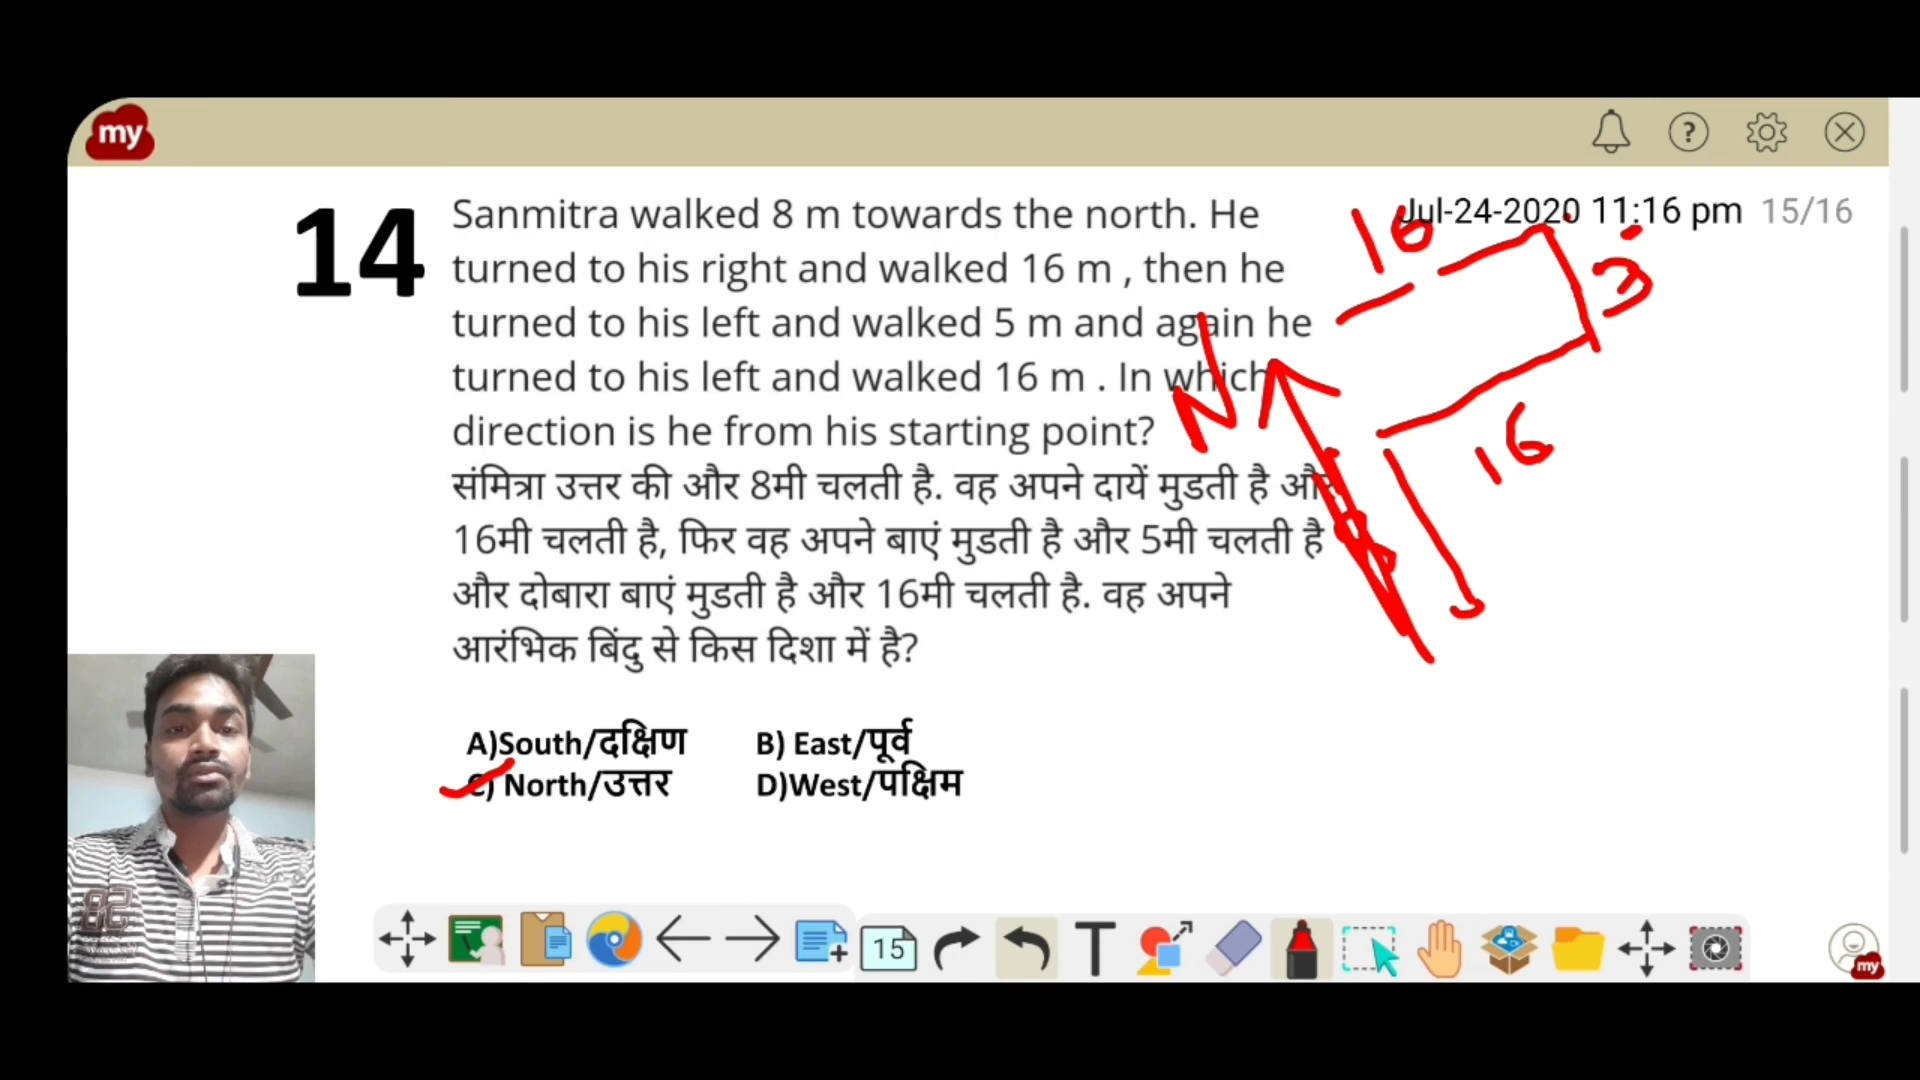 my
Jul-24-2020 11:16 pm 15/16
14
Sanmitra walked 8 m towards the north. He
turned to his right and walked 16 m , then he
turned to his left and walked 5 m and again he
turned to his left and walked 16 m . In which
direction is he from his starting point?
संमित्रा उत्तर की और 8मी चलती है. वह अपने दायें मुडती है और
16मी चलती है, फिर वह अपने बाएं मुडती है और 5मी चलती है
और दोबारा बाएं मुडती है और 16मी चलती है. वह अपने
आरंभिक बिंदु से किस दिशा में है?
16
3
N
16
A)South/दक्षिण B) East/पूर्व
C) North/उत्तर D)West/पक्षिम
82
15
T
my